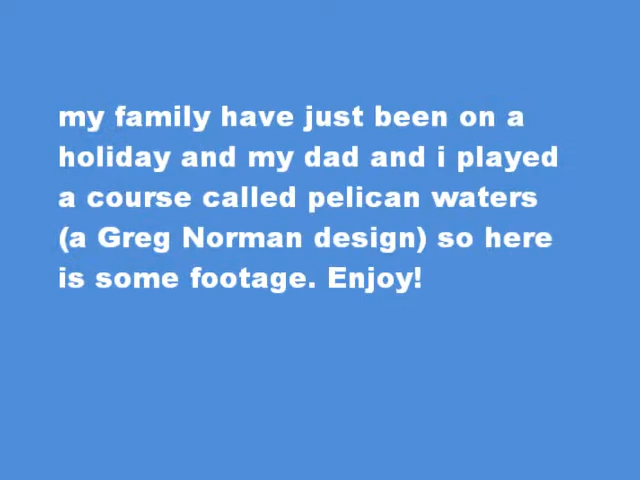 my family have just been on a
holiday and my dad and i played
a course called pelican waters
(a Greg Norman design) so here
is some footage. Enjoy!